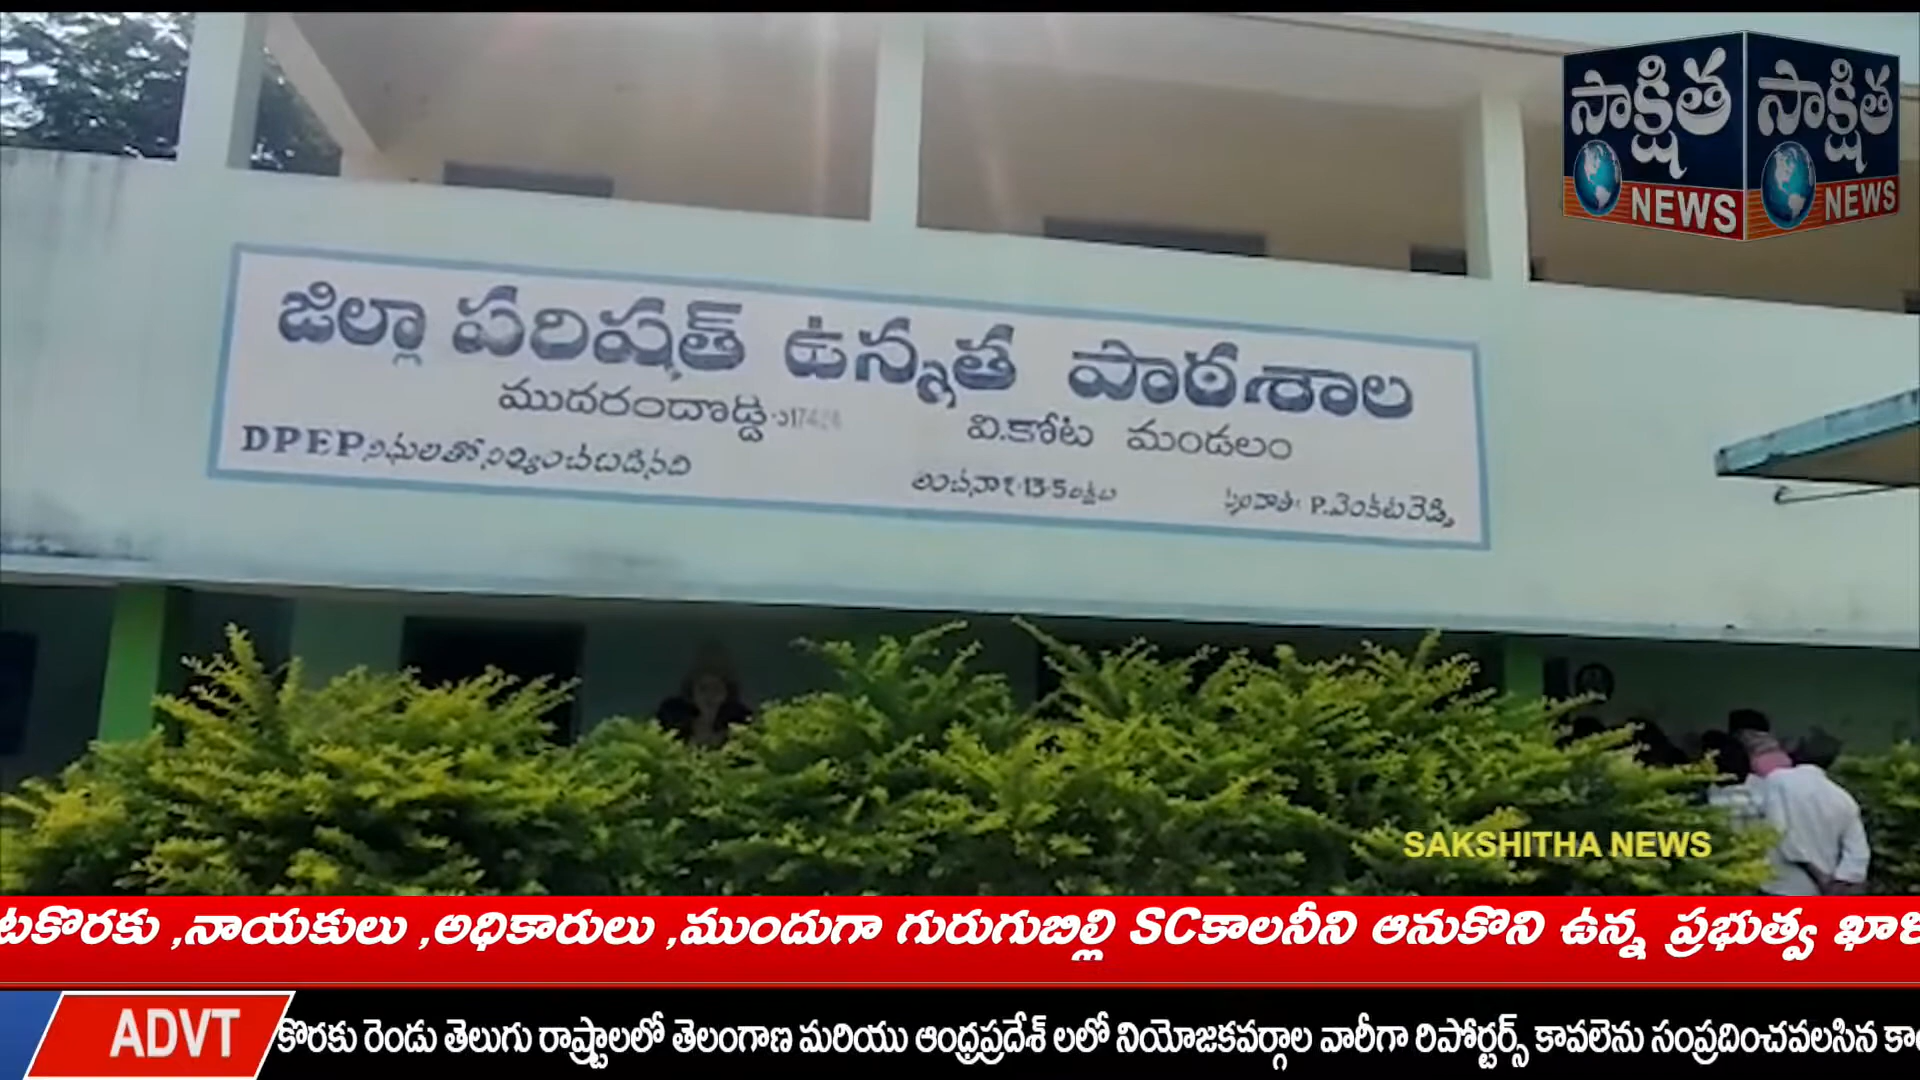 సాక్షిత సాక్షిత
NEWS NEWS
జిల్లా పరిషత్ ఉన్నత పాఠశాల
ముదరందొడ్డి వి.కోట మండలం
DPEP నిధులతో నిర్మించబడినది
P.వెంకటరెడ్డి
SAKSHITHA NEWS
టకొరకు ,నాయకులు ,అధికారులు ,ముందుగా గురుగుబిల్లి SCకాలనీని ఆనుకొని ఉన్న ప్రభుత్వ ఖాళ
ADVT కొరకు రెండు తెలుగు రాష్ట్రాలలో తెలంగాణ మరియు ఆంధ్రప్రదేశ్ లలో నియోజకవర్గాల వారీగా రిపోర్టర్స్ కావలెను సంప్రదించవలసిన కా